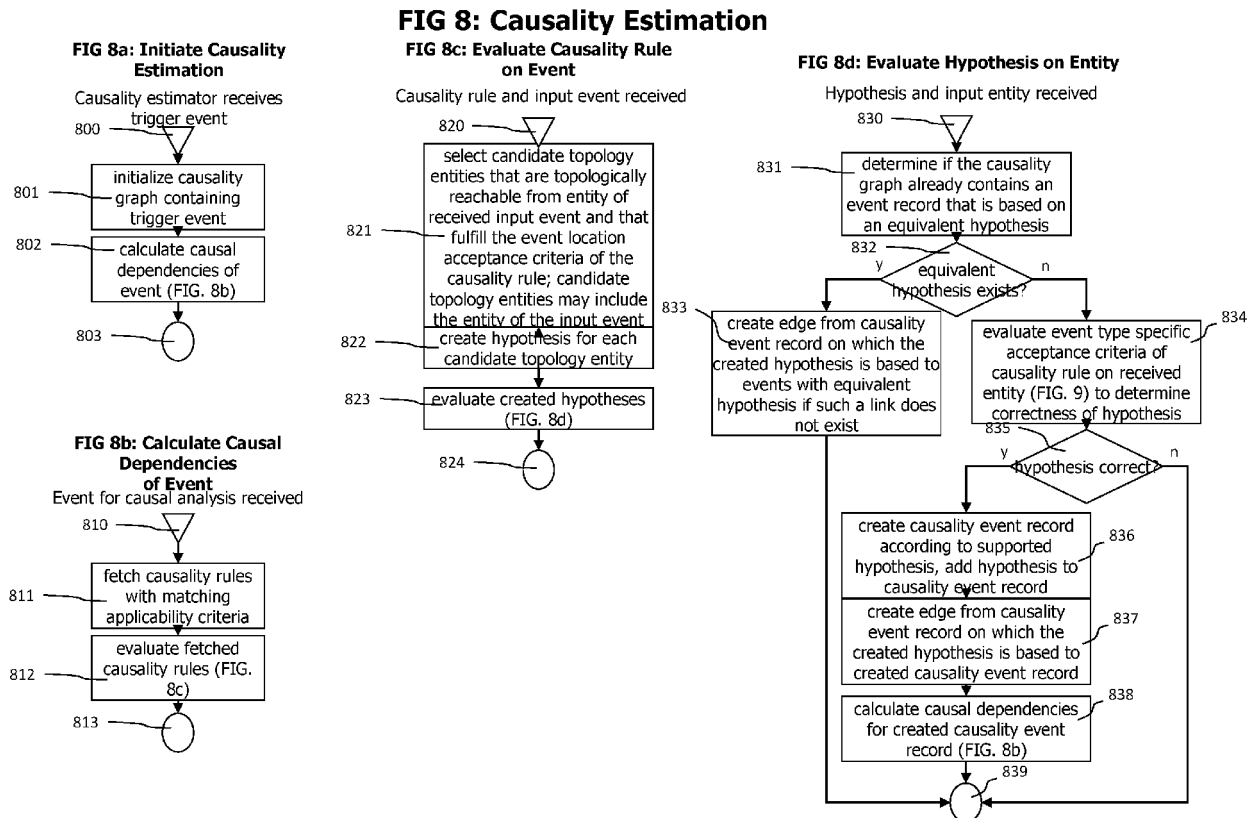 FIG 8: Causality Estimation
FIG 8a: Initiate Causality
Estimation
Causality estimator receives
trigger event
800
initialize causality
graph containing
trigger event
801
802
calculate causal
dependencies of
event (FIG. 8b)
803
FIG 8b: Calculate Causal
Dependencies
of Event
Event for causal analysis received
810
fetch causality rules
with matching
applicability criteria
811
evaluate fetched
causality rules (FIG.
8c)
812
813
FIG 8c: Evaluate Causality Rule
on Event
Causality rule and input event received
820
select candidate topology
entities that are topologically
reachable from entity of
received input event and that
fulfill the event location
acceptance criteria of the
causality rule; candidate
topology entities may include
the entity of the input event
821
create hypothesis for each
candidate topology entity
822
823
evaluate created hypotheses
(FIG. 8d)
824
FIG 8d: Evaluate Hypothesis on Entity
Hypothesis and input entity received
830
831
determine if the causality
graph already contains an
event record that is based on
an equivalent hypothesis
832
y
equivalent
hypothesis exists?
n
833
create edge from causality
event record on which the
created hypothesis is based to
events with equivalent
hypothesis if such a link does
not exist
evaluate event type specific
acceptance criteria of
causality rule on received
entity (FIG. 9) to determine
correctness of hypothesis
834
835
y
hypothesis correct?
n
create causality event record
according to supported
hypothesis, add hypothesis to
causality event record
836
create edge from causality
event record on which the
created hypothesis is based to
created causality event record
837
calculate causal dependencies
for created causality event
record (FIG. 8b)
838
839